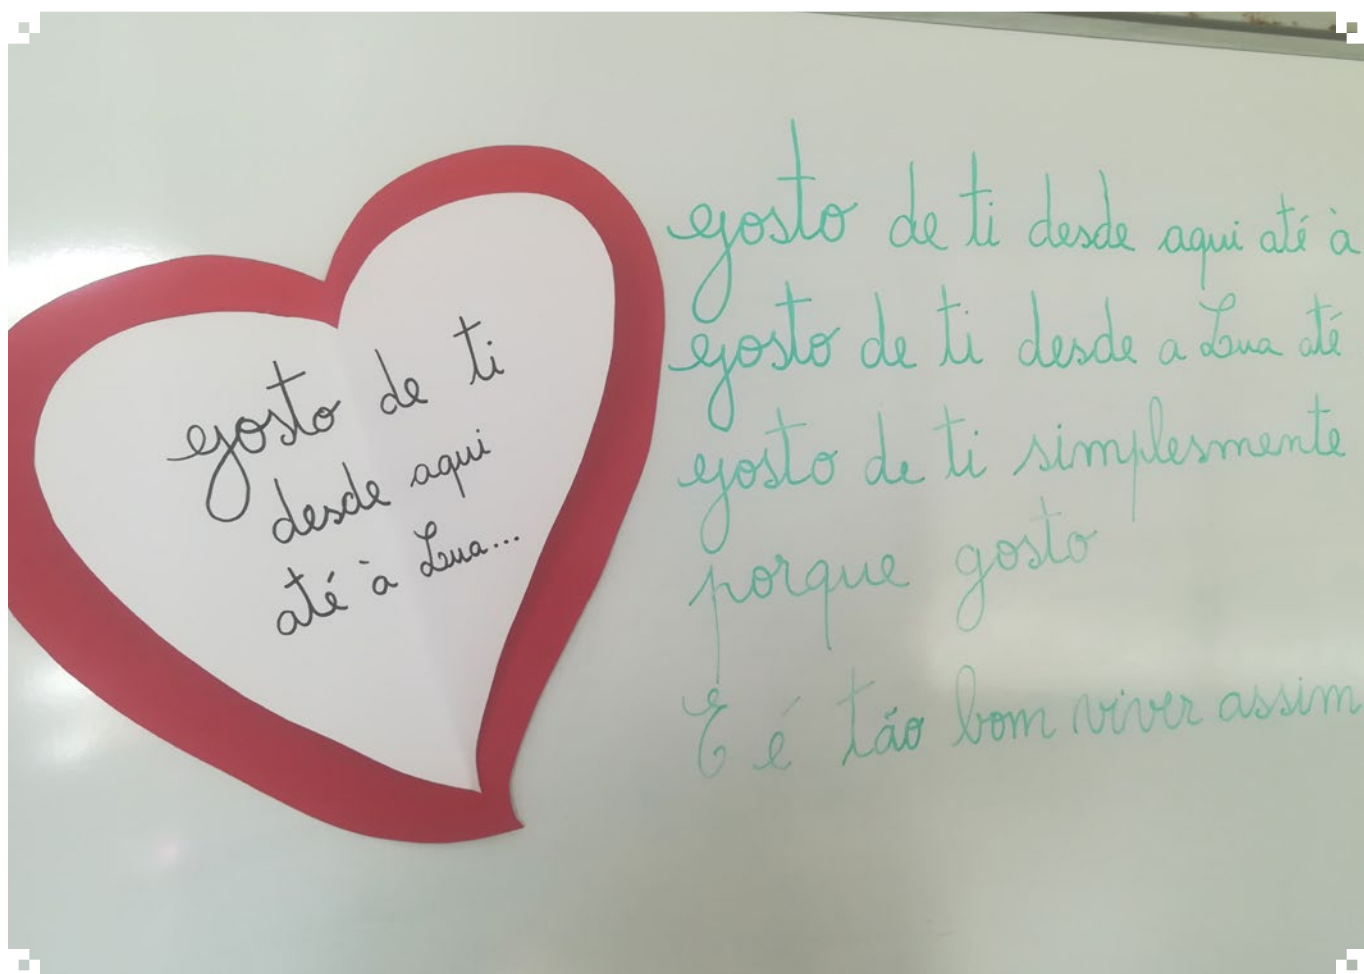 gosto de ti
desde aqui
até à Lua...
gosto de ti desde aqui até à
gosto de ti desde a Lua até
gosto de ti simplesmente
porque gosto
E é tão bom viver assim